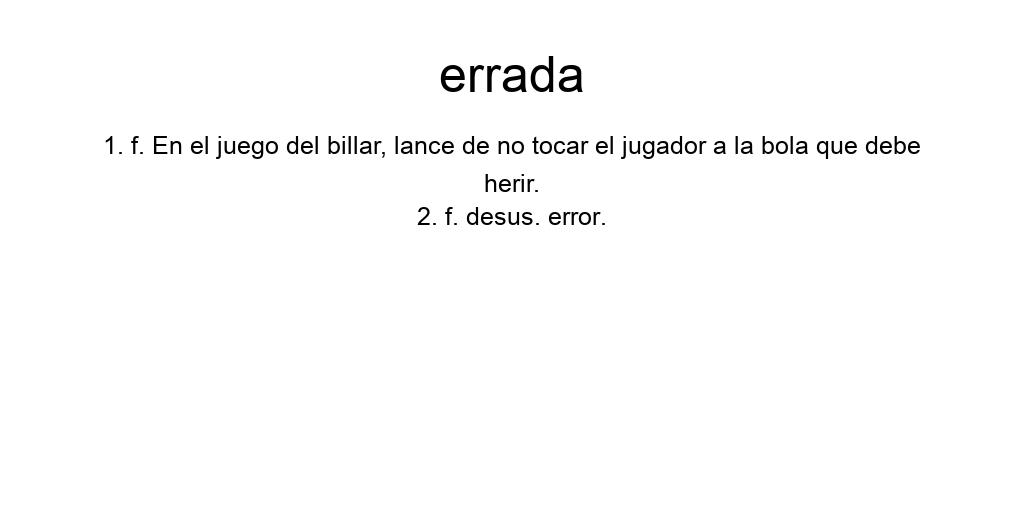 errada
1. f. En el juego del billar, lance de no tocar el jugador a la bola que debe
herir.
2. f. desus. error.